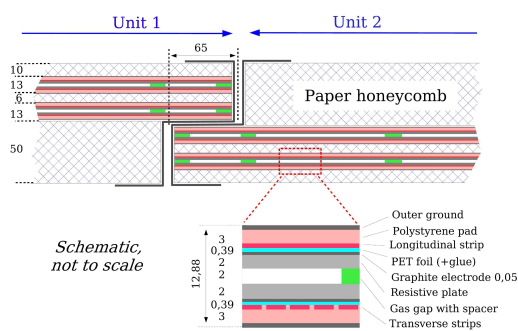 Unit 1
Unit 2
65
10
13
6
13
50
Paper honeycomb
Schematic,
not to scale
12,88
3
0,39
2
2
2
0,39
3
Outer ground
Polystyrene pad
Longitudinal strip
PET foil (+glue)
Graphite electrode 0,05
Resistive plate
Gas gap with spacer
Transverse strips